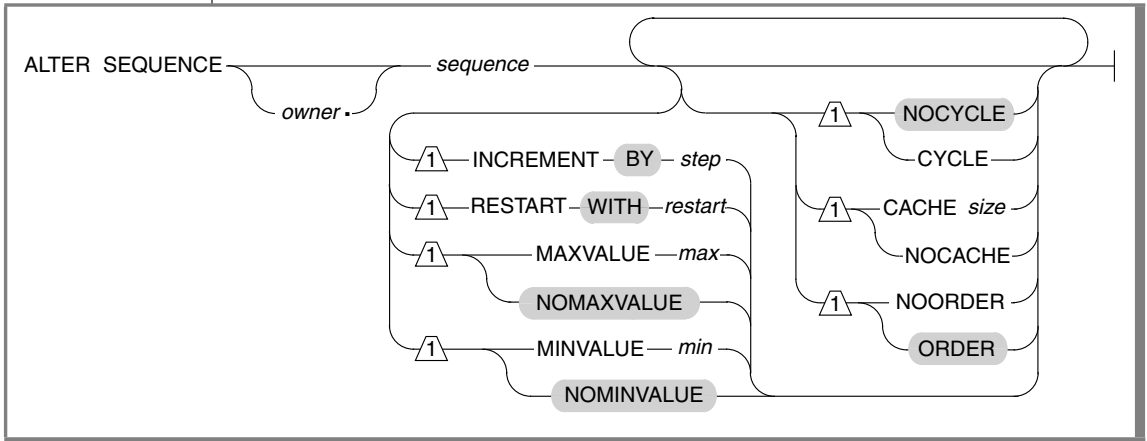 ALTER SEQUENCE
owner.
sequence
1 INCREMENT BY step
1 RESTART WITH restart
1 MAXVALUE max
NOMAXVALUE
1 MINVALUE min
NOMINVALUE
1 NOCYCLE
CYCLE
1 CACHE size
NOCACHE
1 NOORDER
ORDER